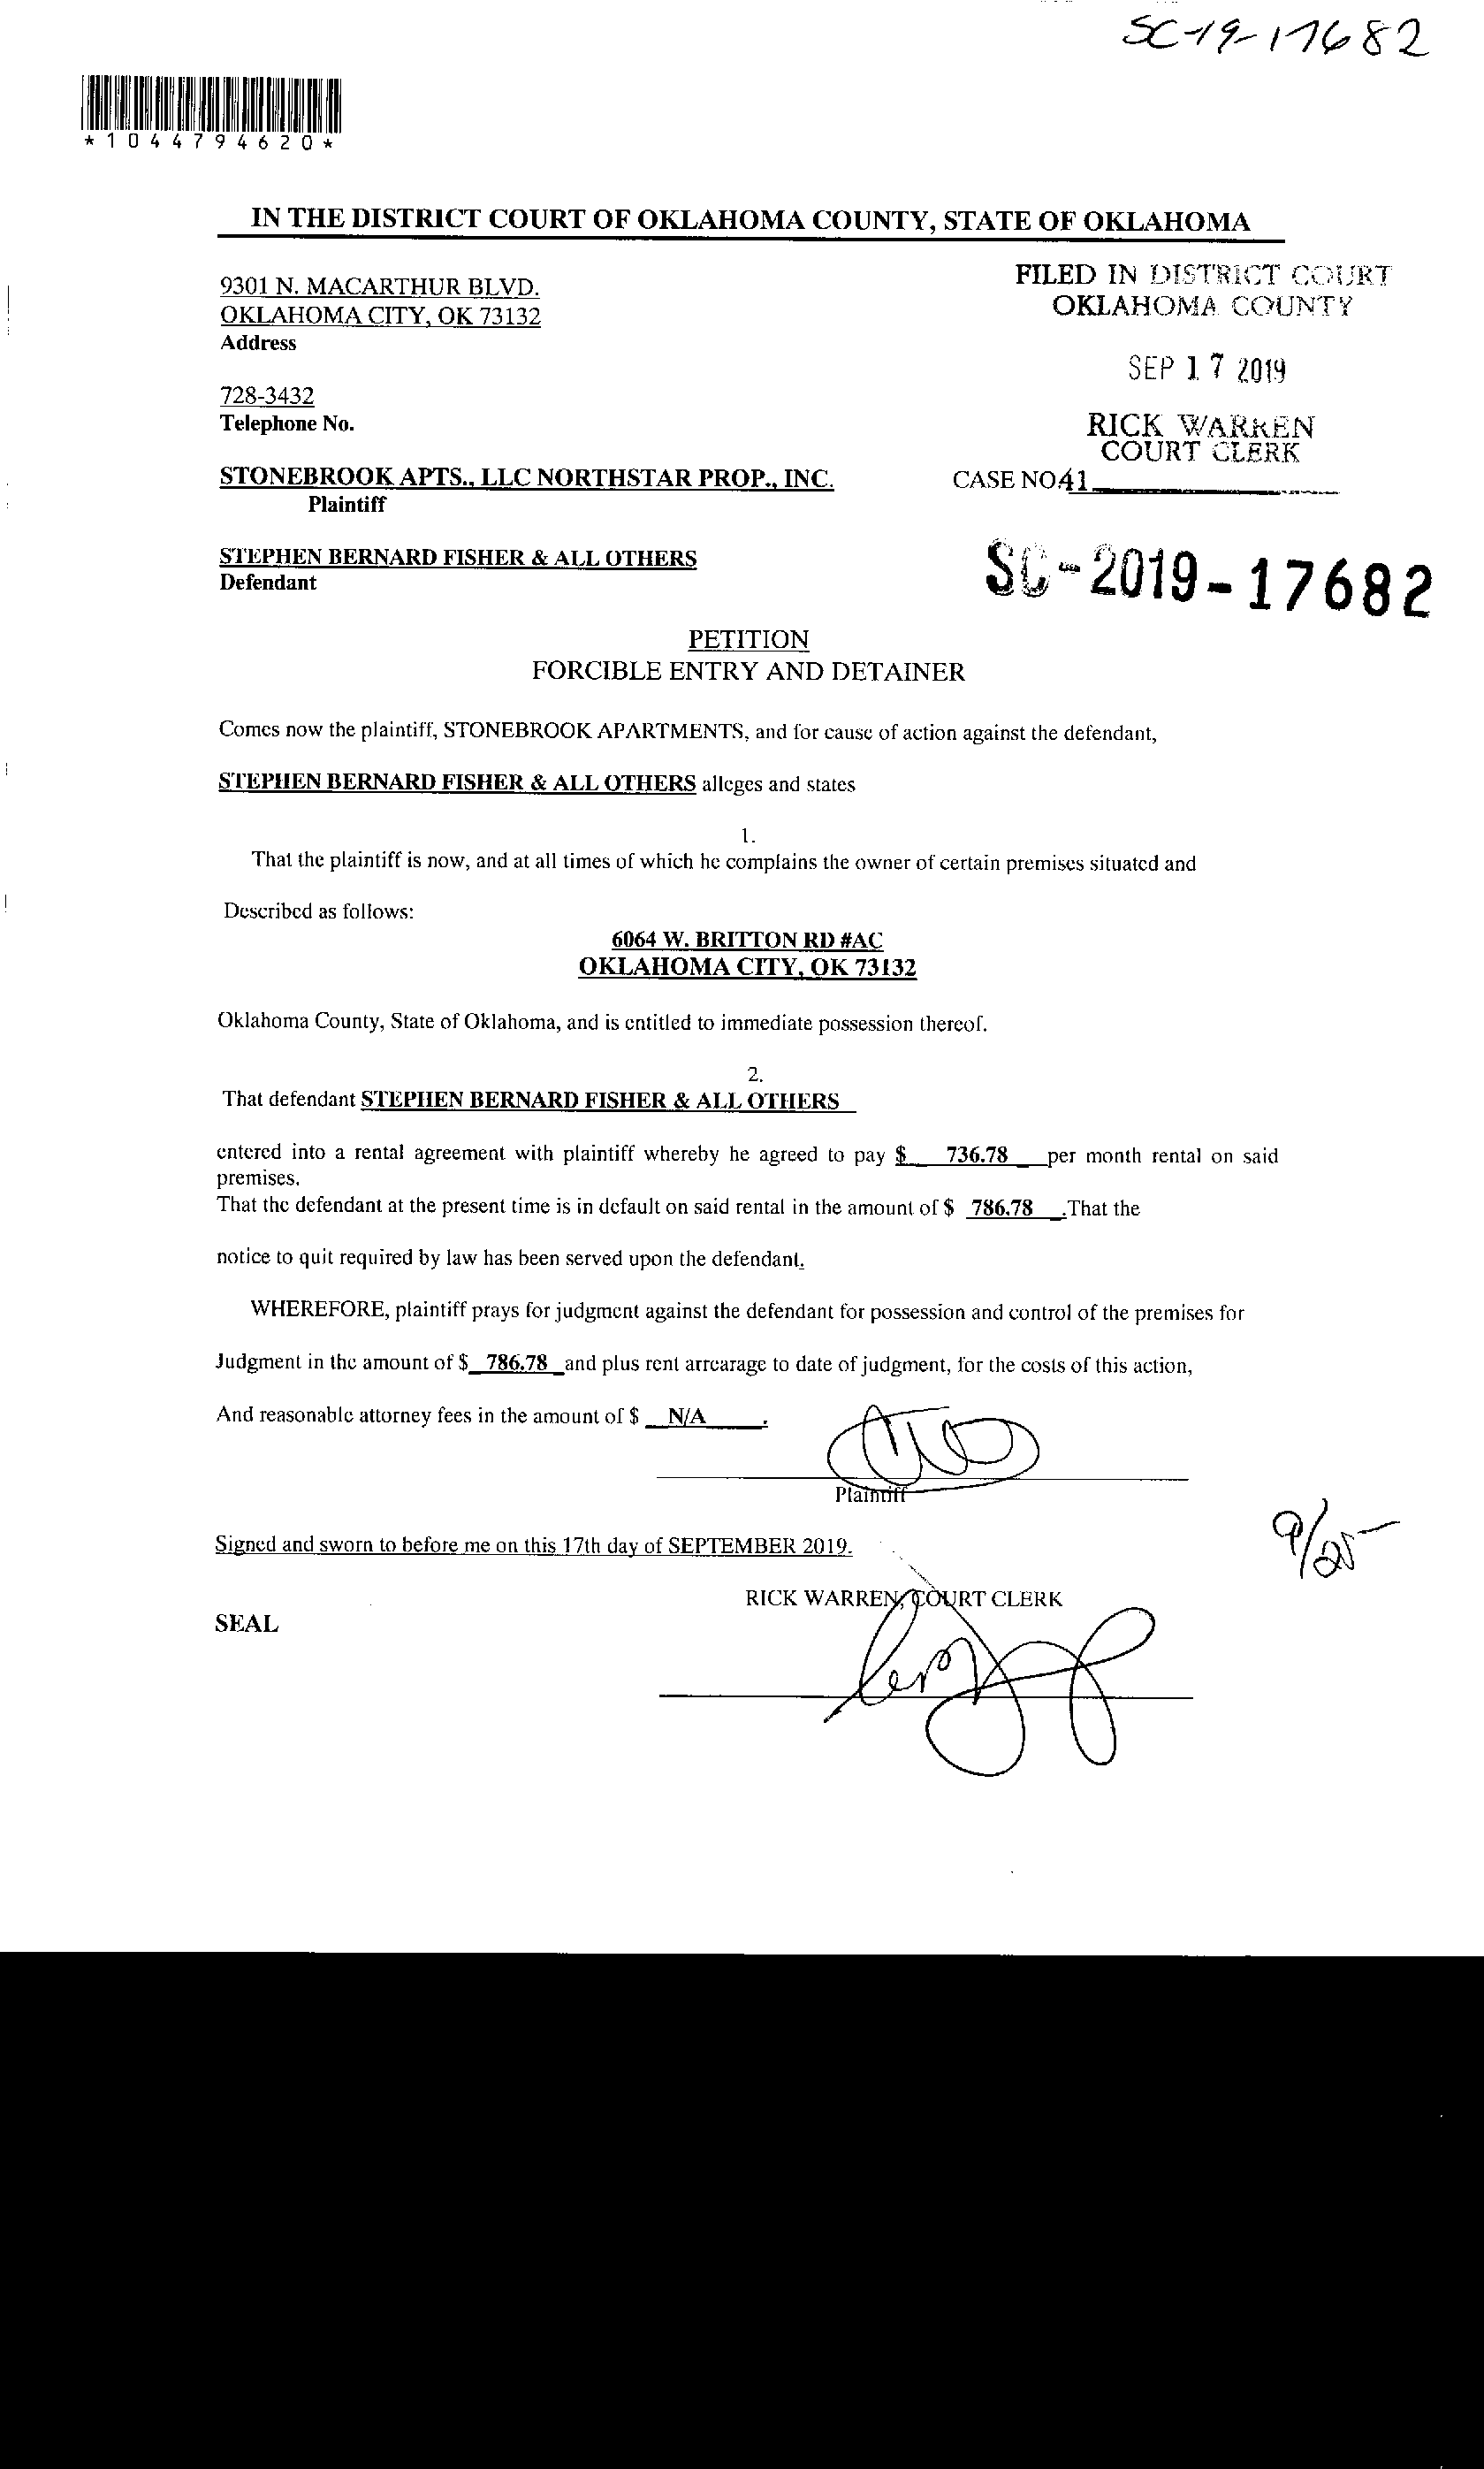 SC-19-17682
*1044794620*
IN THE DISTRICT COURT OF OKLAHOMA COUNTY, STATE OF OKLAHOMA
9301 N. MACARTHUR BLVD.
OKLAHOMA CITY, OK 73132
Address
728-3432
Telephone No.
FILED IN DISTRICT COURT
OKLAHOMA COUNTY
SEP 17 2019
RICK WARREN
COURT CLERK
STONEBROOK APTS., LLC NORTHSTAR PROP., INC.
Plaintiff
CASE NO.41
STEPHEN BERNARD FISHER & ALL OTHERS
Defendant
SC-2019-17682
PETITION
FORCIBLE ENTRY AND DETAINER
Comes now the plaintiff, STONEBROOK APARTMENTS, and for cause of action against the defendant,
STEPHEN BERNARD FISHER & ALL OTHERS alleges and states
1.
That the plaintiff is now, and at all times of which he complains the owner of certain premises situated and
Described as follows:
6064 W. BRITTON RD #AC
OKLAHOMA CITY, OK 73132
Oklahoma County, State of Oklahoma, and is entitled to immediate possession thereof.
2.
That defendant STEPHEN BERNARD FISHER & ALL OTHERS
entered into a rental agreement with plaintiff whereby he agreed to pay $ 736.78 per month rental on said
premises.
That the defendant at the present time is in default on said rental in the amount of $ 786.78 .That the
notice to quit required by law has been served upon the defendant.
WHEREFORE, plaintiff prays for judgment against the defendant for possession and control of the premises for
Judgment in the amount of $ 786.78 and plus rent arrearage to date of judgment, for the costs of this action,
And reasonable attorney fees in the amount of $ N/A .
Plaintiff
9/25
Signed and sworn to before me on this 17th day of SEPTEMBER 2019.
RICK WARREN, COURT CLERK
SEAL